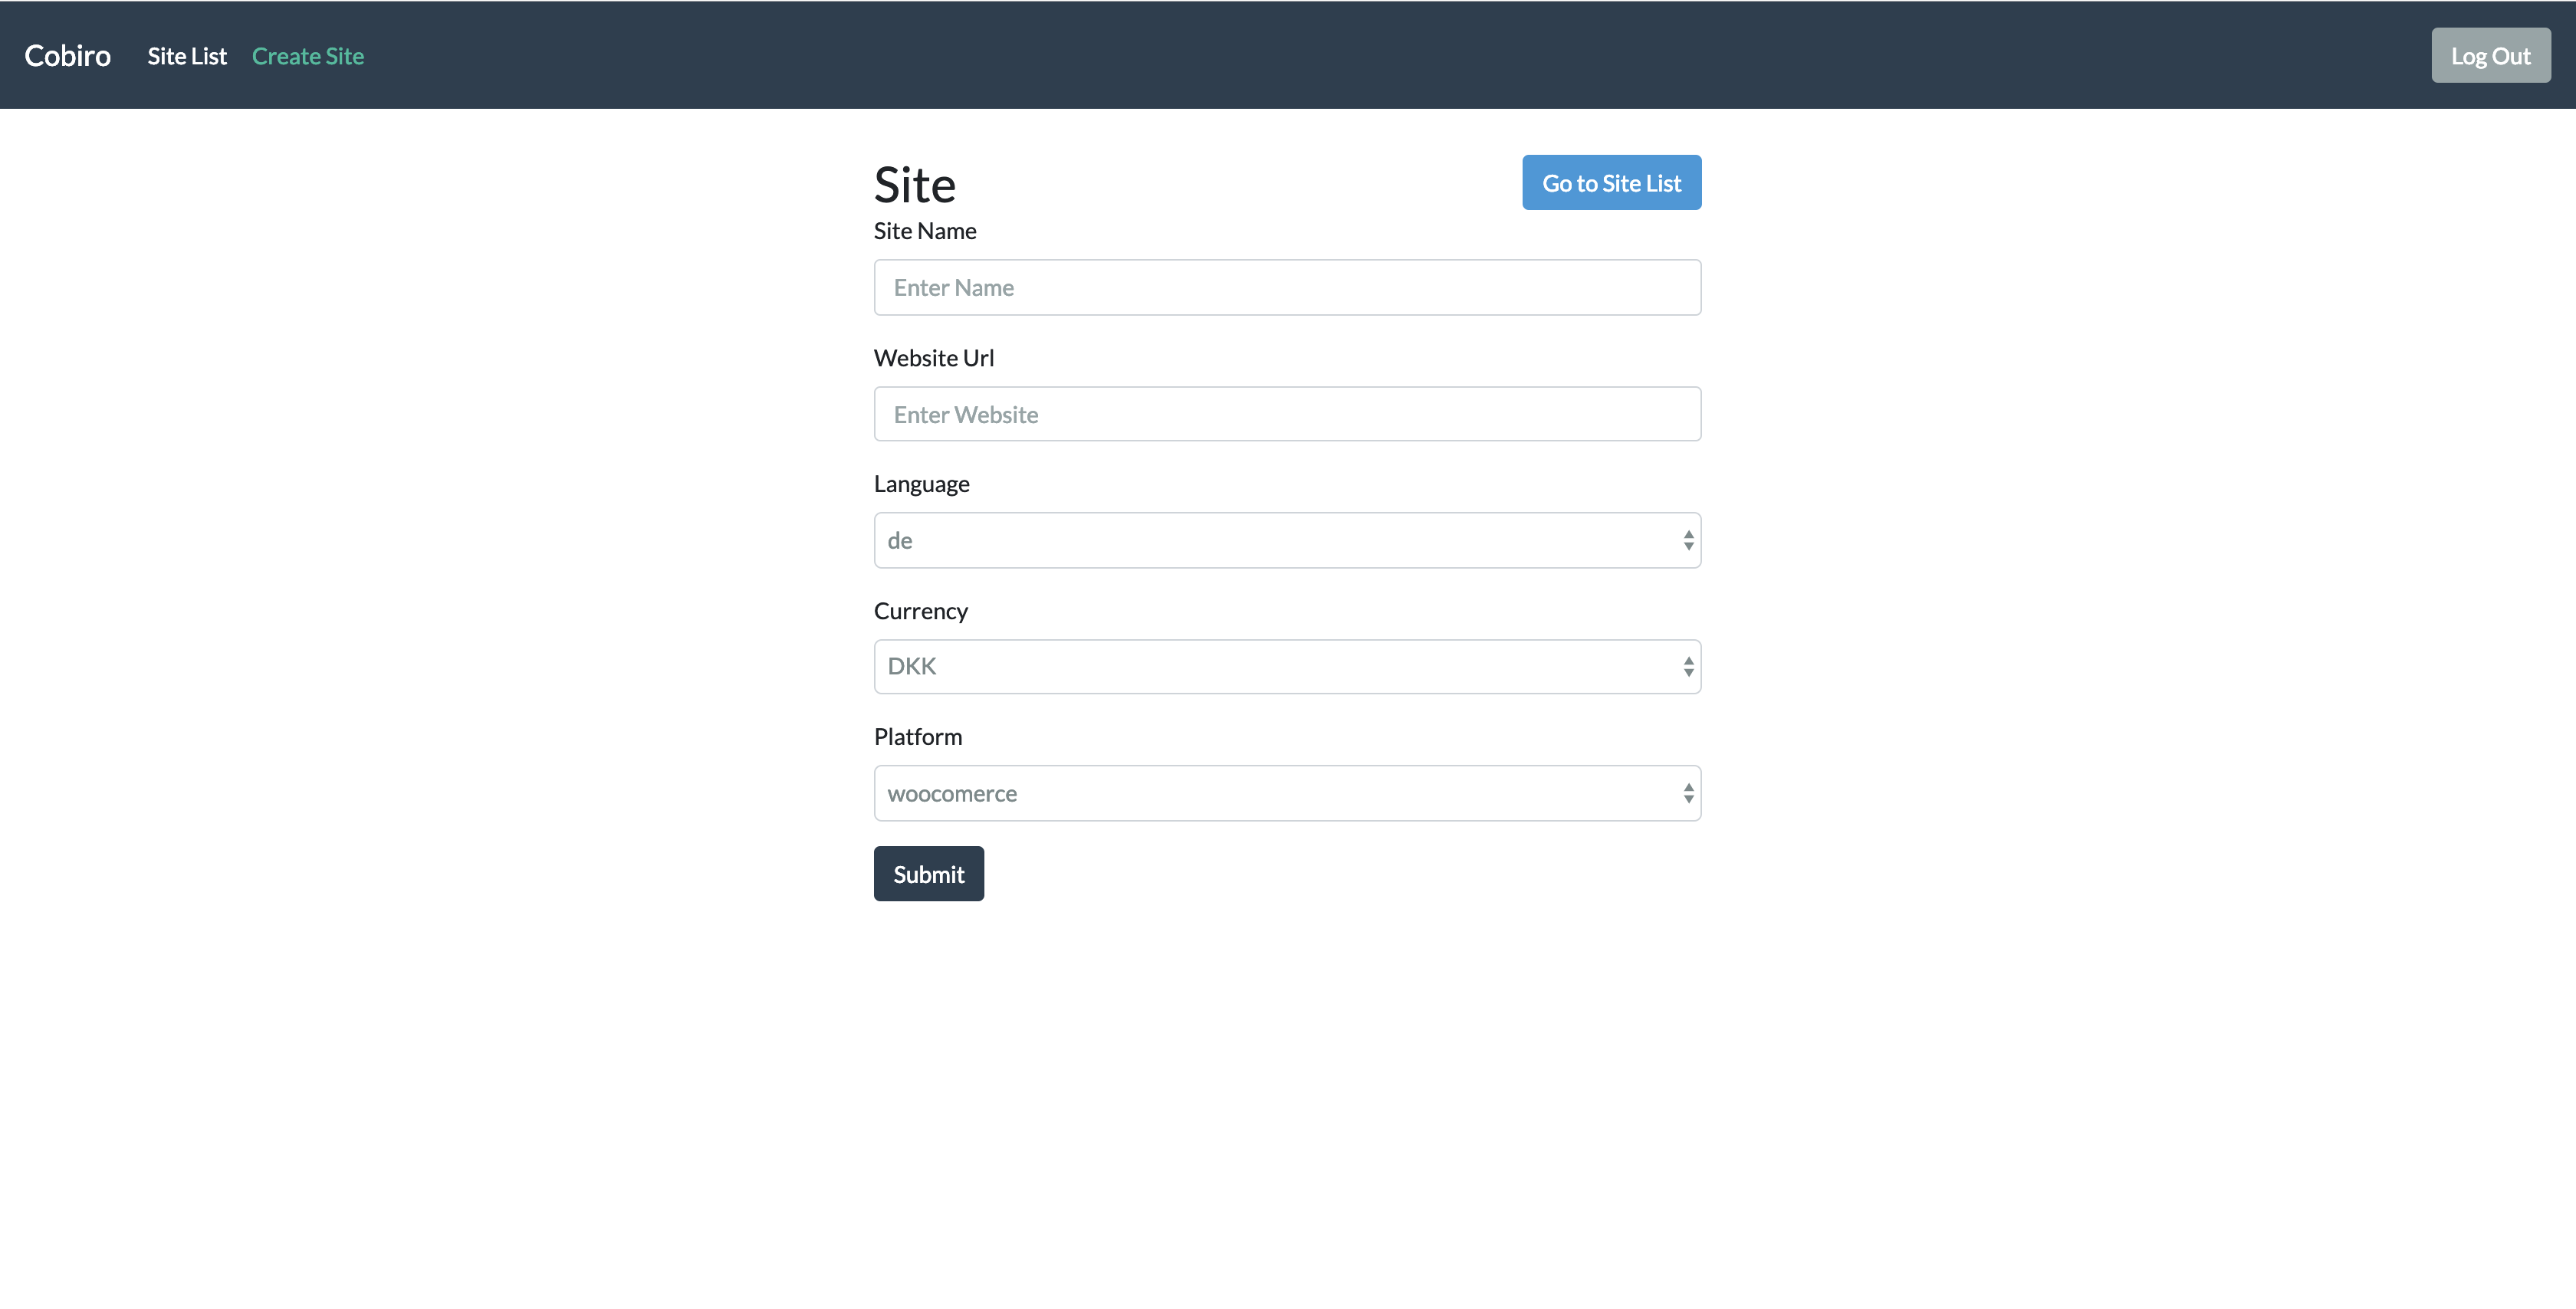 Cobiro Site List Create Site Log Out
Site Go to Site List
Site Name
Enter Name
Website Url
Enter Website
Language
de
Currency
DKK
Platform
woocomerce
Submit